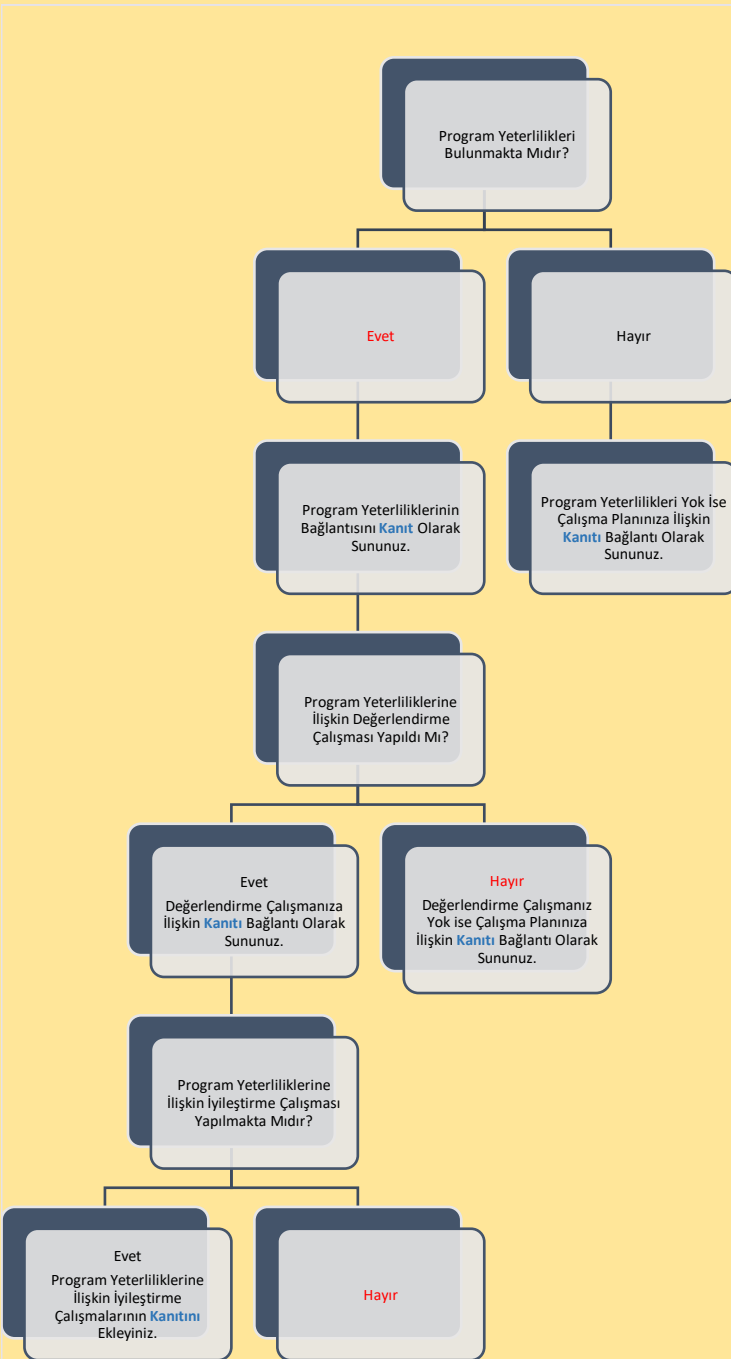 Program Yeterlilikleri
Bulunmakta Mıdır?
Evet
Hayır
Program Yeterliliklerinin
Bağlantısını Kanıt Olarak
Sununuz.
Program Yeterlilikleri Yok İse
Çalışma Planınıza İlişkin
Kanıtı Bağlantı Olarak
Sununuz.
Program Yeterliliklerine
İlişkin Değerlendirme
Çalışması Yapıldı Mı?
Evet
Değerlendirme Çalışmanıza
İlişkin Kanıtı Bağlantı Olarak
Sununuz.
Hayır
Değerlendirme Çalışmanız
Yok ise Çalışma Planınıza
İlişkin Kanıtı Bağlantı Olarak
Sununuz.
Program Yeterliliklerine
İlişkin İyileştirme Çalışması
Yapılmakta Mıdır?
Evet
Program Yeterliliklerine
İlişkin İyileştirme
Çalışmalarının Kanıtını
Ekleyiniz.
Hayır